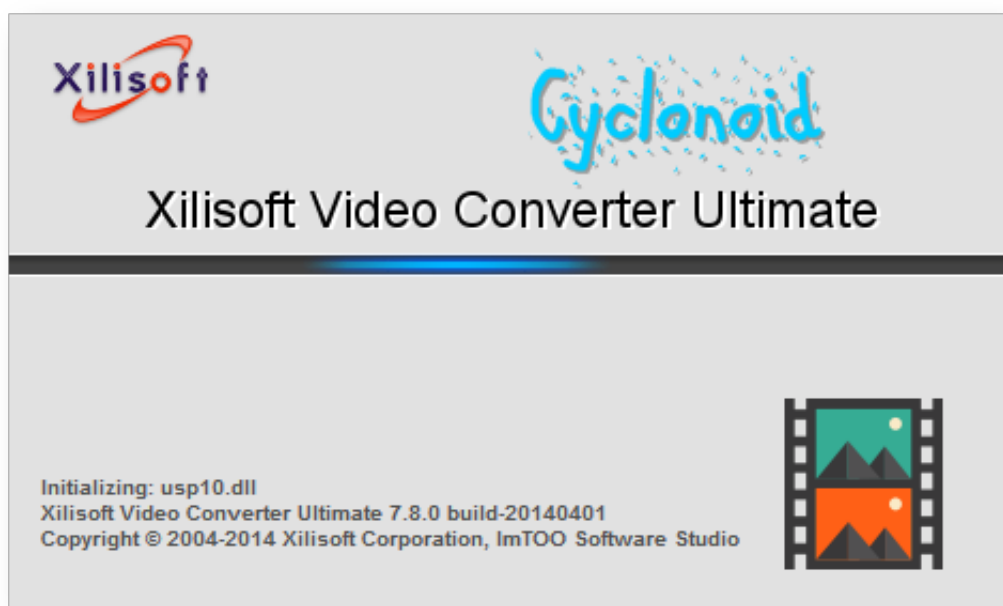 Xilisoft
Cyclonoid
Xilisoft Video Converter Ultimate
Initializing: usp10.dll
Xilisoft Video Converter Ultimate 7.8.0 build-20140401
Copyright © 2004-2014 Xilisoft Corporation, ImTOO Software Studio